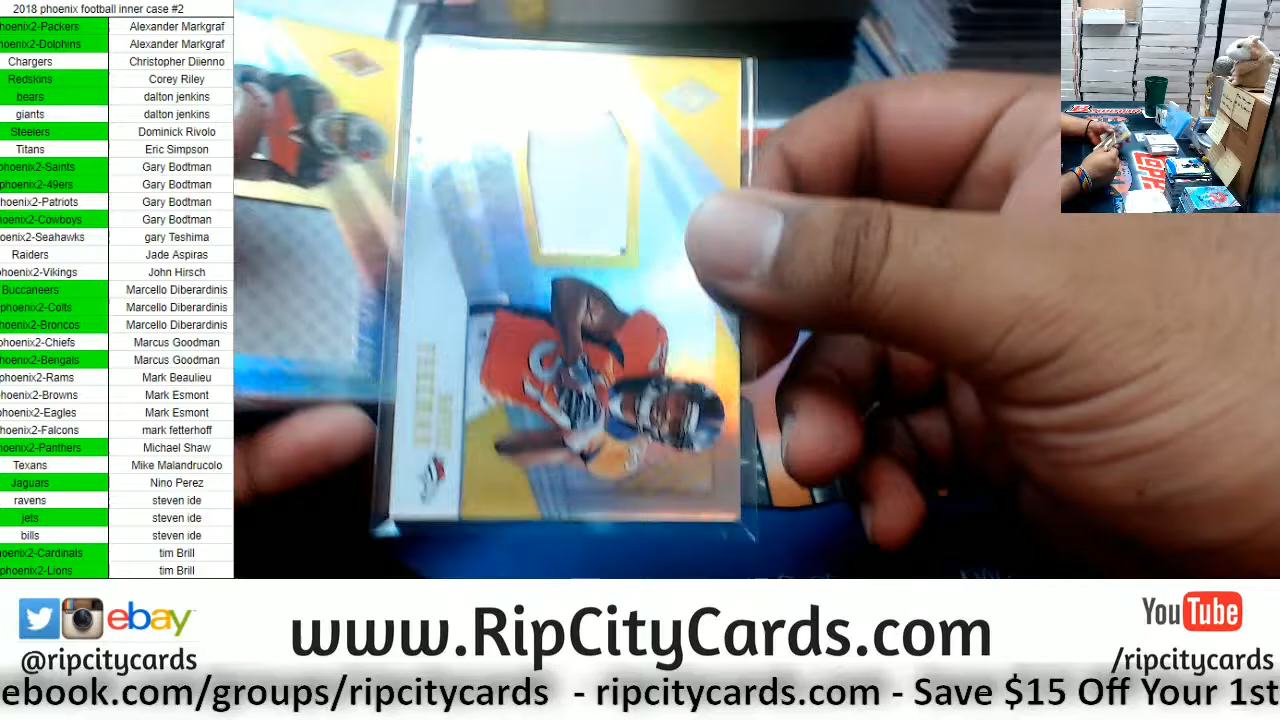 2018 phoenix football inner case #2
hoenix2-Packers Alexander Markgraf
oenix2-Dolphins Alexander Markgraf
Chargers Christopher Diienno
Redskins Corey Riley
bears dalton jenkins
giants dalton jenkins
Steelers Dominick Rivolo
Titans Eric Simpson
phoenix2-Saints Gary Bodtman
phoenix2-49ers Gary Bodtman
phoenix2-Patriots Gary Bodtman
hoenix2-Cowboys Gary Bodtman
oenix2-Seahawks gary Teshima
Raiders Jade Aspiras
phoenix2-Vikings John Hirsch
Buccaneers Marcello Diberardinis
phoenix2-Colts Marcello Diberardinis
hoenix2-Broncos Marcello Diberardinis
phoenix2-Chiefs Marcus Goodman
hoenix2-Bengals Marcus Goodman
phoenix2-Rams Mark Beaulieu
hoenix2-Browns Mark Esmont
phoenix2-Eagles Mark Esmont
phoenix2-Falcons mark fetterhoff
hoenix2-Panthers Michael Shaw
Texans Mike Malandrucolo
Jaguars Nino Perez
ravens steven ide
jets steven ide
bills steven ide
oenix2-Cardinals tim Brill
phoenix2-Lions tim Brill
ebay
@ripcitycards
www.RipCityCards.com
YouTube
/ripcitycards
ebook.com/groups/ripcitycards - ripcitycards.com - Save $15 Off Your 1st